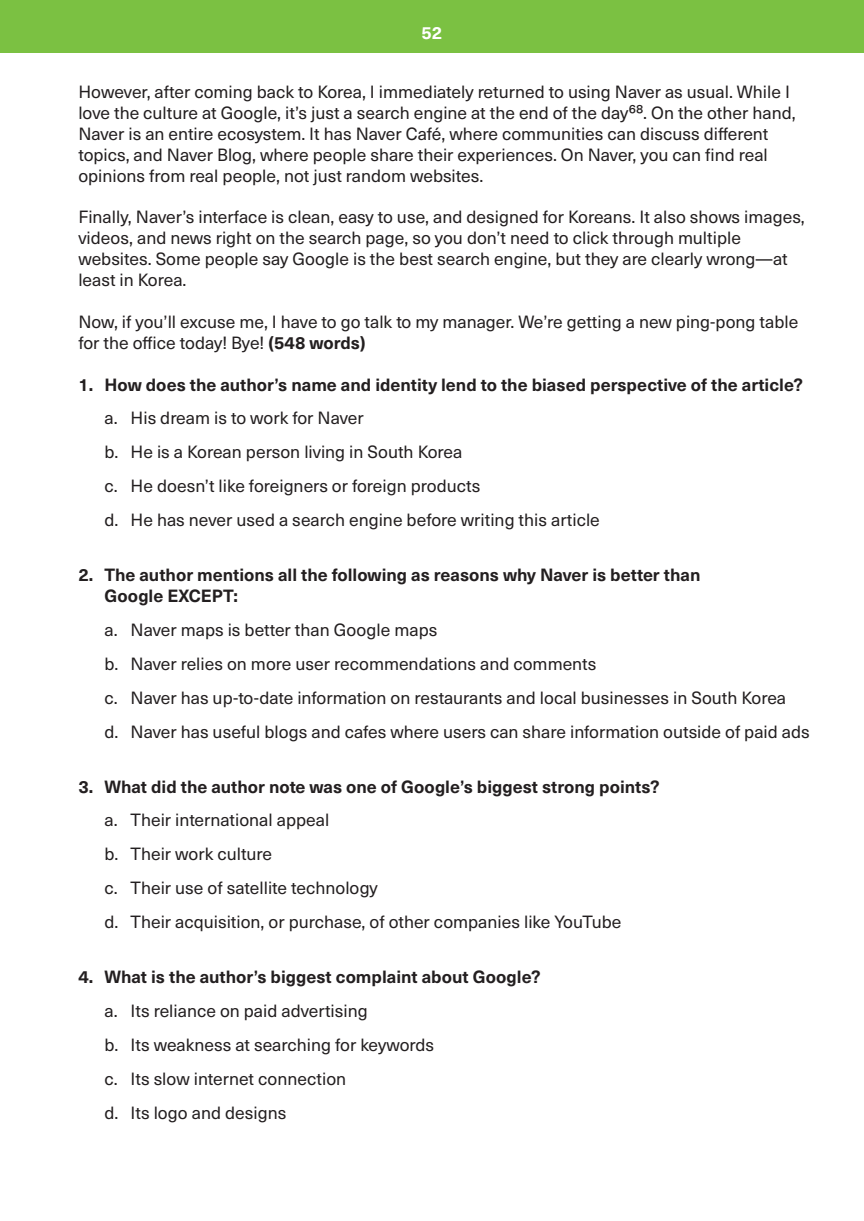 52
However, after coming back to Korea, I immediately returned to using Naver as usual. While I
love the culture at Google, it’s just a search engine at the end of the day⁶⁸. On the other hand,
Naver is an entire ecosystem. It has Naver Café, where communities can discuss different
topics, and Naver Blog, where people share their experiences. On Naver, you can find real
opinions from real people, not just random websites.
Finally, Naver’s interface is clean, easy to use, and designed for Koreans. It also shows images,
videos, and news right on the search page, so you don’t need to click through multiple
websites. Some people say Google is the best search engine, but they are clearly wrong—at
least in Korea.
Now, if you’ll excuse me, I have to go talk to my manager. We’re getting a new ping-pong table
for the office today! Bye! (548 words)
1. How does the author’s name and identity lend to the biased perspective of the article?
a. His dream is to work for Naver
b. He is a Korean person living in South Korea
c. He doesn’t like foreigners or foreign products
d. He has never used a search engine before writing this article
2. The author mentions all the following as reasons why Naver is better than
Google EXCEPT:
a. Naver maps is better than Google maps
b. Naver relies on more user recommendations and comments
c. Naver has up-to-date information on restaurants and local businesses in South Korea
d. Naver has useful blogs and cafes where users can share information outside of paid ads
3. What did the author note was one of Google’s biggest strong points?
a. Their international appeal
b. Their work culture
c. Their use of satellite technology
d. Their acquisition, or purchase, of other companies like YouTube
4. What is the author’s biggest complaint about Google?
a. Its reliance on paid advertising
b. Its weakness at searching for keywords
c. Its slow internet connection
d. Its logo and designs